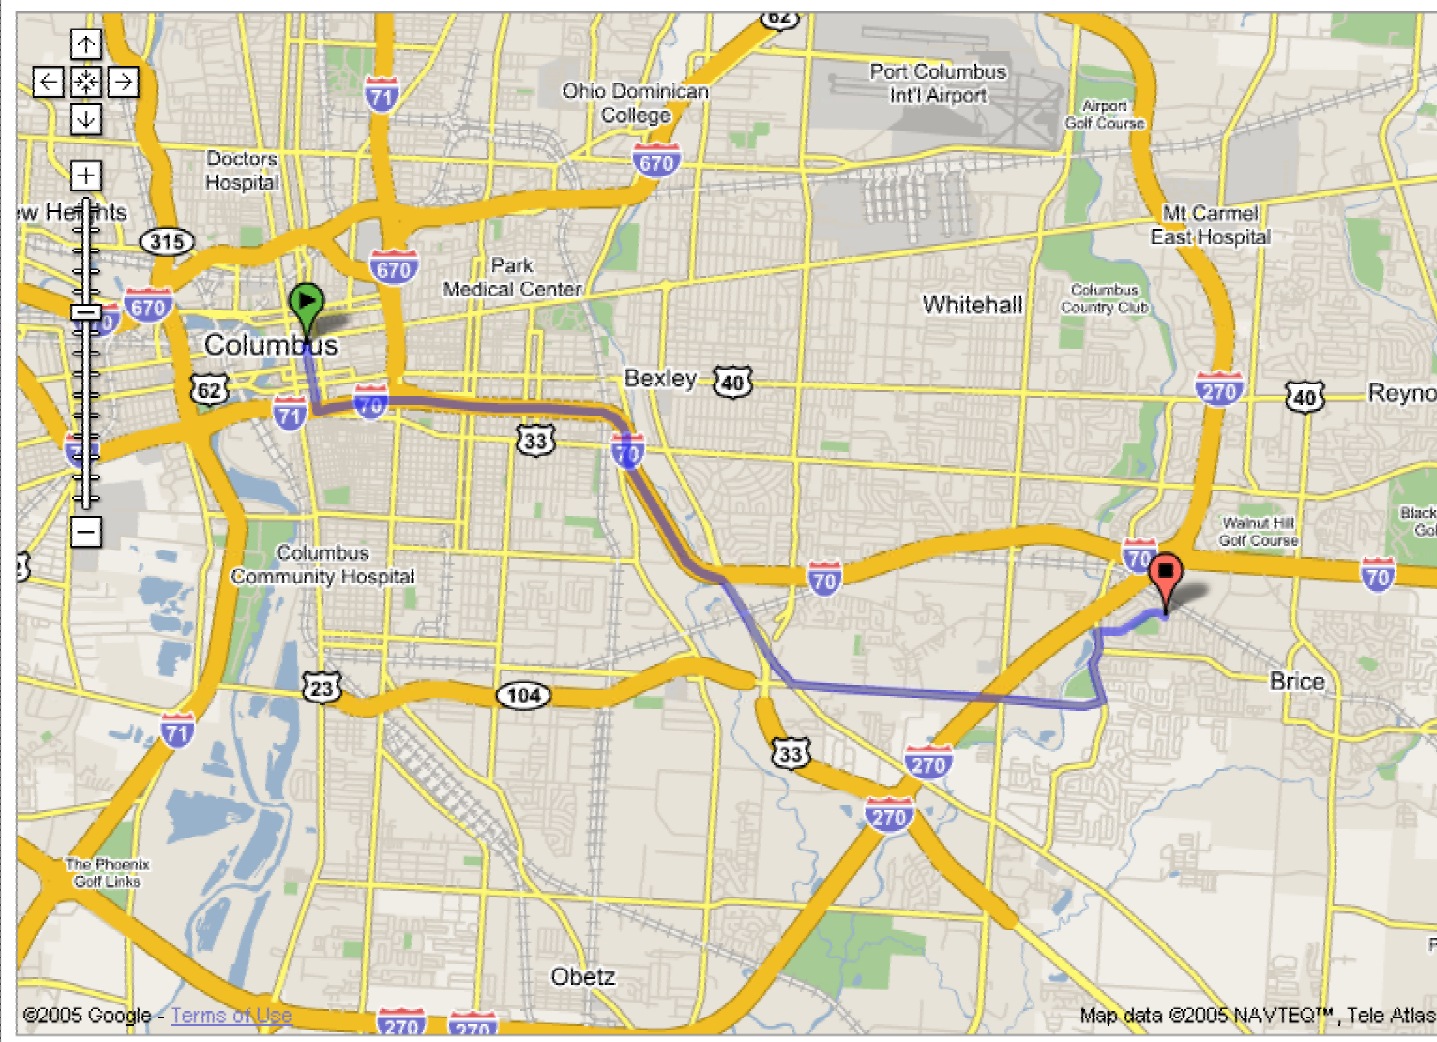 62
71
Ohio Dominican
College
Port Columbus
Int'l Airport
Airport
Golf Course
Doctors
Hospital
670
ew Heights
Mt Carmel
East Hospital
315
670
Park
Medical Center
670
Columbus
Country Club
Whitehall
Columbus
62
Bexley
40
270
40
Reyno
71
70
33
70
Walnut Hill
Golf Course
Black
Gol
Columbus
Community Hospital
70
70
70
23
104
Brice
71
33
270
270
The Phoenix
Golf Links
Obetz
270
270
©2005 Google - Terms of Use
Map data ©2005 NAVTEQ™, Tele Atlas